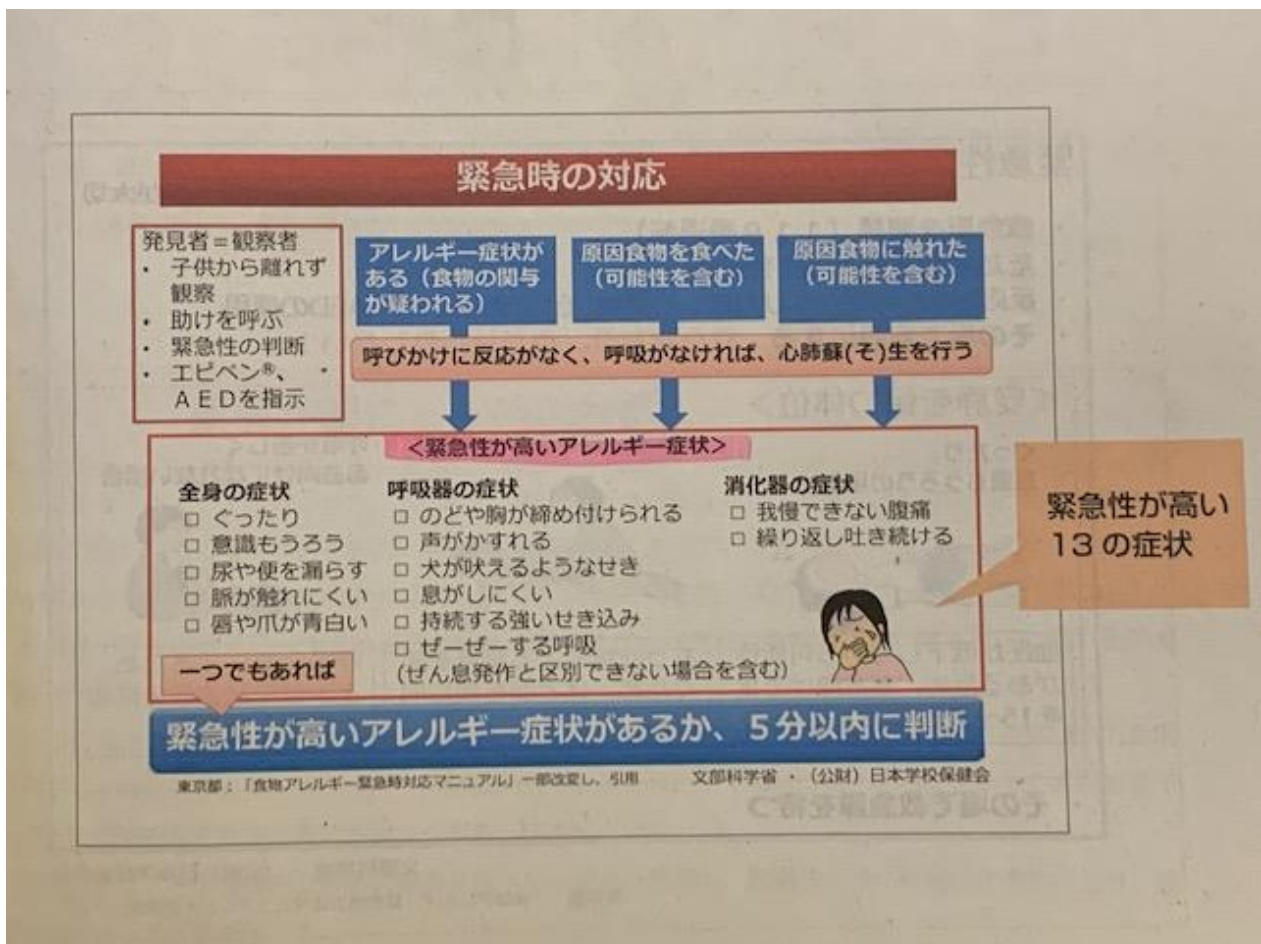 緊急時の対応
発見者＝観察者
・ 子供から離れず
観察
・ 助けを呼ぶ
・ 緊急性の判断
・ エピペン®、
ＡＥＤを指示
アレルギー症状が
ある（食物の関与
が疑われる）
原因食物を食べた
(可能性を含む)
原因食物に触れた
(可能性を含む)
呼びかけに反応がなく、呼吸がなければ、心肺蘇(そ)生を行う
＜緊急性が高いアレルギー症状＞
全身の症状
□ ぐったり
□ 意識もうろう
□ 尿や便を漏らす
□ 脈が触れにくい
□ 唇や爪が青白い
呼吸器の症状
□ のどや胸が締め付けられる
□ 声がかすれる
□ 犬が吠えるようなせき
□ 息がしにくい
□ 持続する強いせき込み
□ ぜーぜーする呼吸
（ぜん息発作と区別できない場合を含む）
消化器の症状
□ 我慢できない腹痛
□ 繰り返し吐き続ける
緊急性が高い
13 の症状
一つでもあれば
緊急性が高いアレルギー症状があるか、５分以内に判断
東京都：「食物アレルギー緊急時対応マニュアル」一部改変し、引用
文部科学省 ・（公財）日本学校保健会
その場で救急隊を待つ